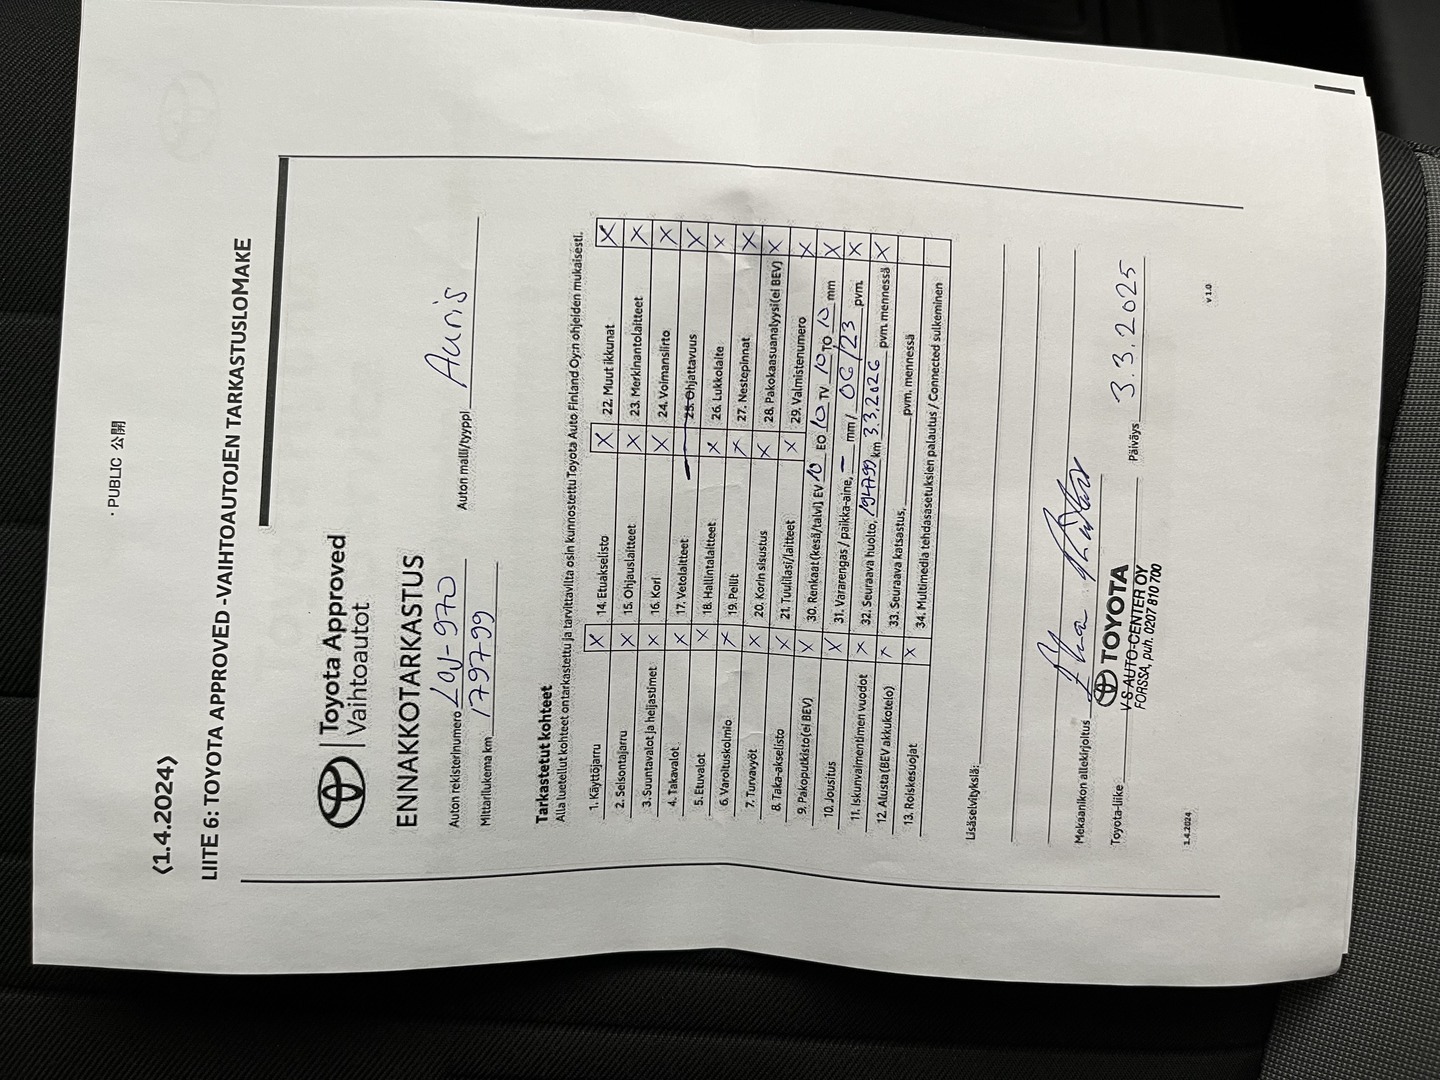 · PUBLIC 公開
⟨1.4.2024⟩
LIITE 6: TOYOTA APPROVED -VAIHTOAUTOJEN TARKASTUSLOMAKE
Toyota Approved
Vaihtoautot
ENNAKKOTARKASTUS
Auton rekisterinumero LOV-970 Auton malli/tyyppi Auris
Mittarilukema km 179799
Tarkastetut kohteet
Alla luetellut kohteet on tarkastettu ja tarvittavilta osin kunnostettu Toyota Auto Finland Oy:n ohjeiden mukaisesti.
1. Käyttöjarru X 14. Etuakselisto X 22. Muut ikkunat X
2. Seisontajarru X 15. Ohjauslaitteet X 23. Merkinantolaitteet X
3. Suuntavalot ja heijastimet X 16. Kori X 24. Voimansiirto X
4. Takavalot X 17. Vetolaitteet — 25. Ohjattavuus X
5. Etuvalot X 18. Hallintalaitteet X 26. Lukkolaite X
6. Varoituskolmio X 19. Pellit X 27. Nestepinnat X
7. Turvavyöt X 20. Korin sisustus X 28. Pakokaasuanalyysi(ei BEV) X
8. Taka-akselisto X 21. Tuulilasi/laitteet X 29. Valmistenumero X
9. Pakoputkisto(ei BEV) X 30. Renkaat (kesä/talvi) EV 10 EO 10 TV 10 TO 10 mm X
10. Jousitus X 31. Vararengas / paikka-aine, — mm / 06/23 pvm. X
11. Iskunvaimentimen vuodot X 32. Seuraava huolto, 194799 km 3.3.2026 pvm. mennessä X
12. Alusta (BEV akkukotelo) X 33. Seuraava katsastus, pvm. mennessä
13. Roiskesuojat X 34. Multimedia tehdasasetuksien palautus / Connected sulkeminen
Lisäselvityksiä:
Mekaanikon allekirjoitus
Toyota-liike TOYOTA Päiväys 3.3.2025
V-S AUTO-CENTER OY
FORSSA, puh. 0207 810 700
1.4.2024 v 1.0